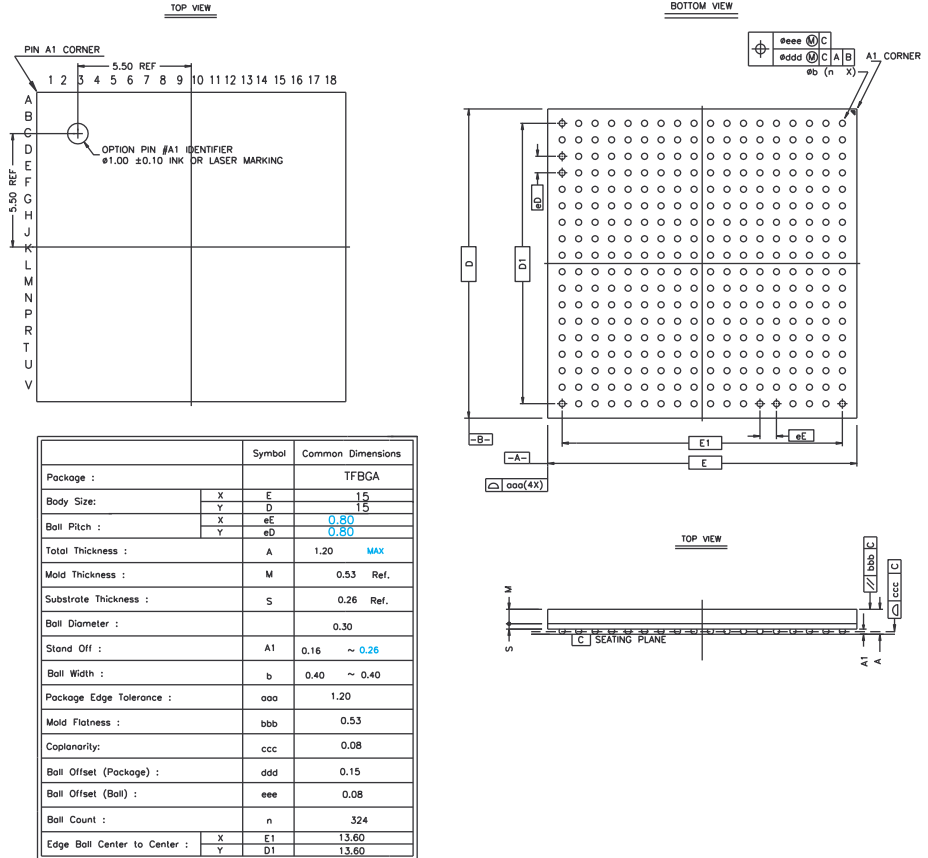 TOP VIEW
PIN A1 CORNER
5.50 REF
1 2 3 4 5 6 7 8 9 10 11 12 13 14 15 16 17 18
A
B
C
D
E
F
G
H
J
K
L
M
N
P
R
T
U
V
5.50 REF
OPTION PIN #A1 IDENTIFIER
ø1.00 ±0.10 INK OR LASER MARKING
BOTTOM VIEW
øeee Ⓜ C
øddd Ⓜ C A B
øb (n X)
A1 CORNER
eD
D
D1
-B-
E1
eE
-A-
E
aaa(4X)
Symbol Common Dimensions
Package : TFBGA
Body Size: X E 15
Y D 15
Ball Pitch : X eE 0.80
Y eD 0.80
Total Thickness : A 1.20 MAX
Mold Thickness : M 0.53 Ref.
Substrate Thickness : S 0.26 Ref.
Ball Diameter : 0.30
Stand Off : A1 0.16 ~ 0.26
Ball Width : b 0.40 ~ 0.40
Package Edge Tolerance : aaa 1.20
Mold Flatness : bbb 0.53
Coplanarity: ccc 0.08
Ball Offset (Package) : ddd 0.15
Ball Offset (Ball) : eee 0.08
Ball Count : n 324
Edge Ball Center to Center : X E1 13.60
Y D1 13.60
TOP VIEW
M
S
C SEATING PLANE
// bbb C
ccc C
A1
A